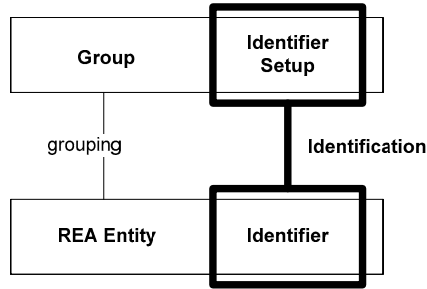 Group
Identifier
Setup
grouping
Identification
REA Entity
Identifier